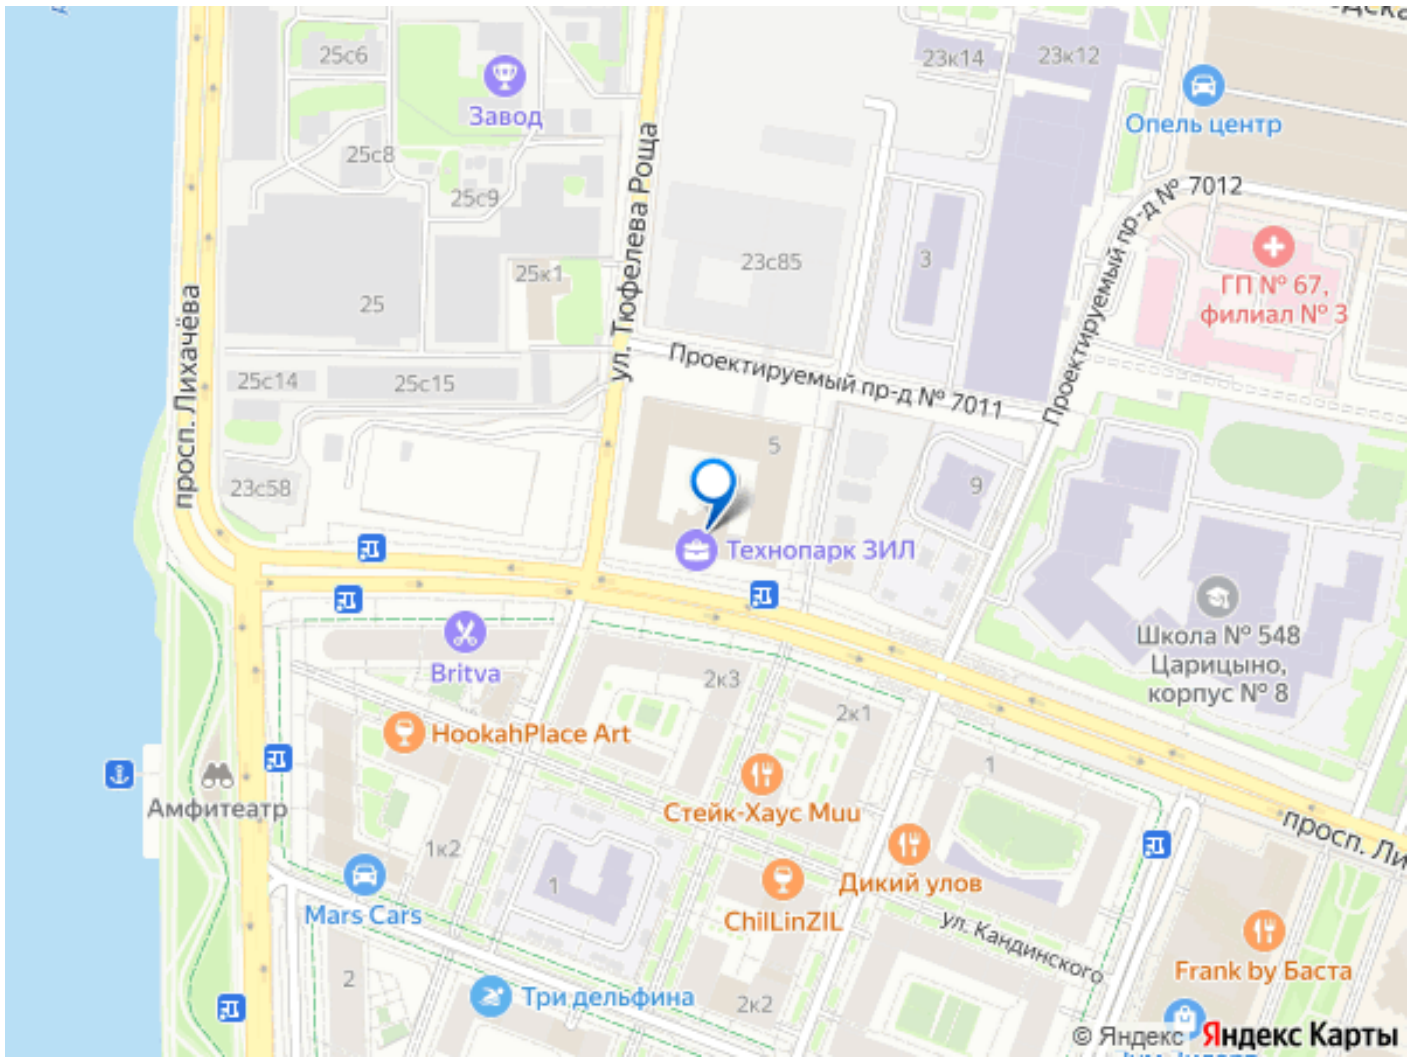 25с6
23к14
23к12
Завод
Опель центр
25с8
25с9
7012
Проектируемый пр-д №
ул. Тюфелева Роща
25к1
23с85
3
ГП № 67,
филиал № 3
25
просп. Лихачёва
Проектируемый пр-д № 7011
25с14
25с15
5
23с58
9
Технопарк ЗИЛ
Школа № 548
Царицыно,
корпус № 8
Britva
2к3
2к1
HookahPlace Art
1
Амфитеатр
Стейк-Хаус Muu
просп. Ли
1к2
1
Дикий улов
Mars Cars
ChilLinZIL
ул. Кандинского
Frank by Баста
2
Три дельфина
2к2
© Яндекс Яндекс Карты